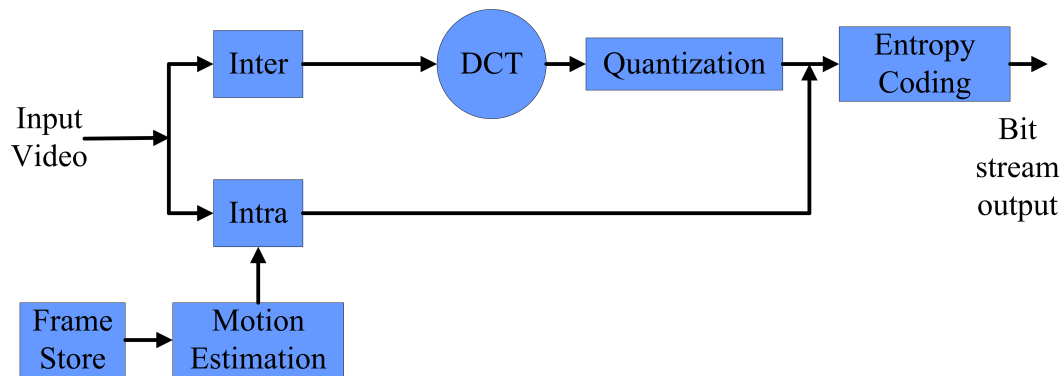 Inter
DCT
Quantization
Entropy
Coding
Input
Video
Bit
stream
output
Intra
Frame
Store
Motion
Estimation